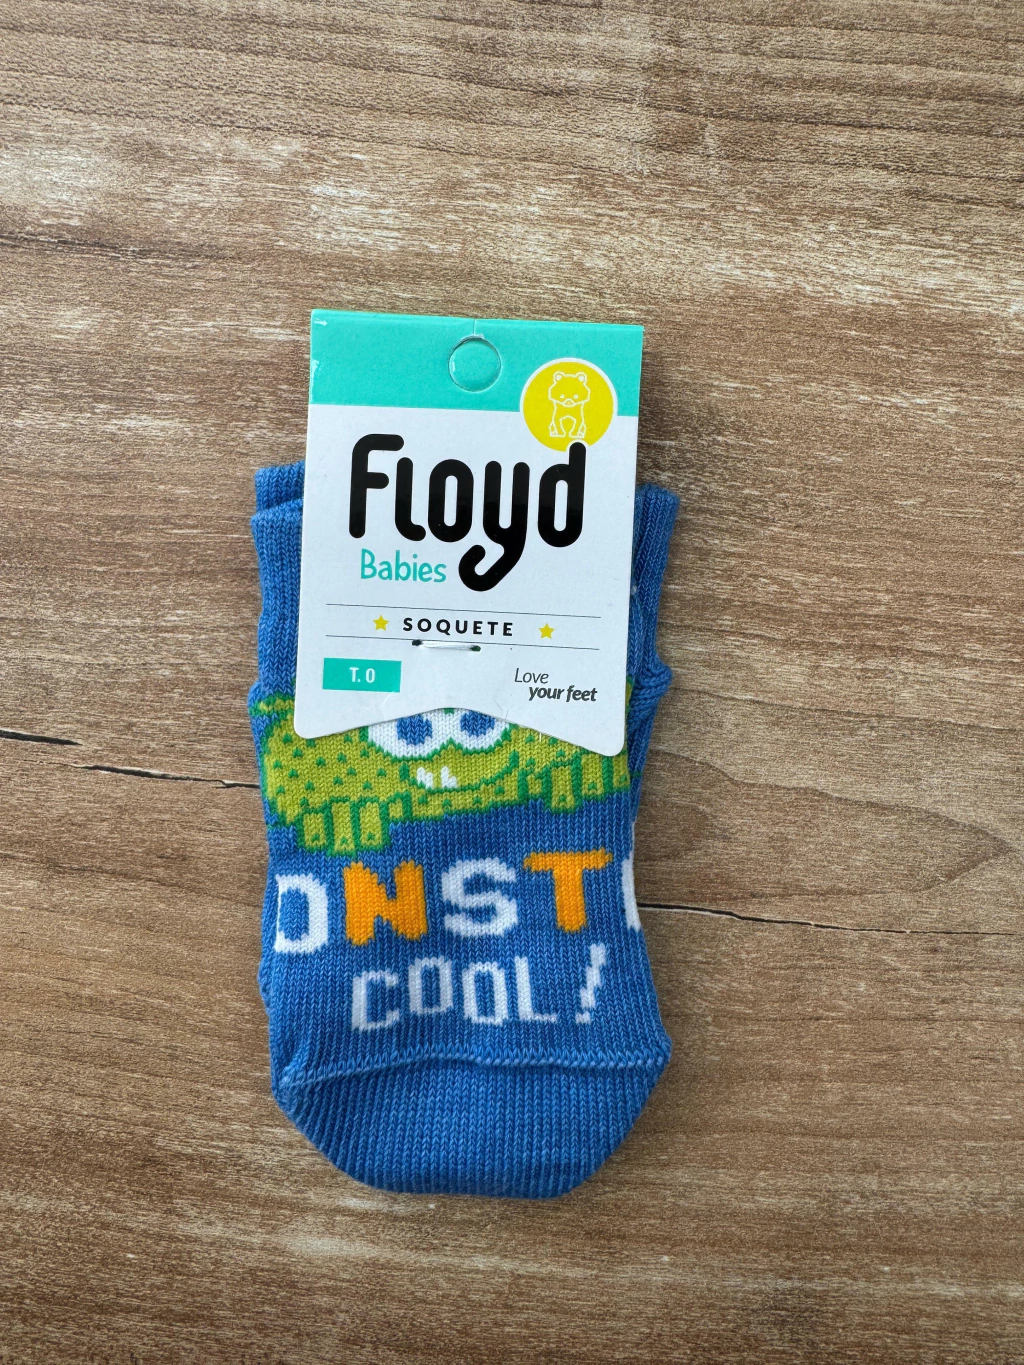 Floyd
Babies
SOQUETE
T. 0
Love
your feet
ONST
COOL!